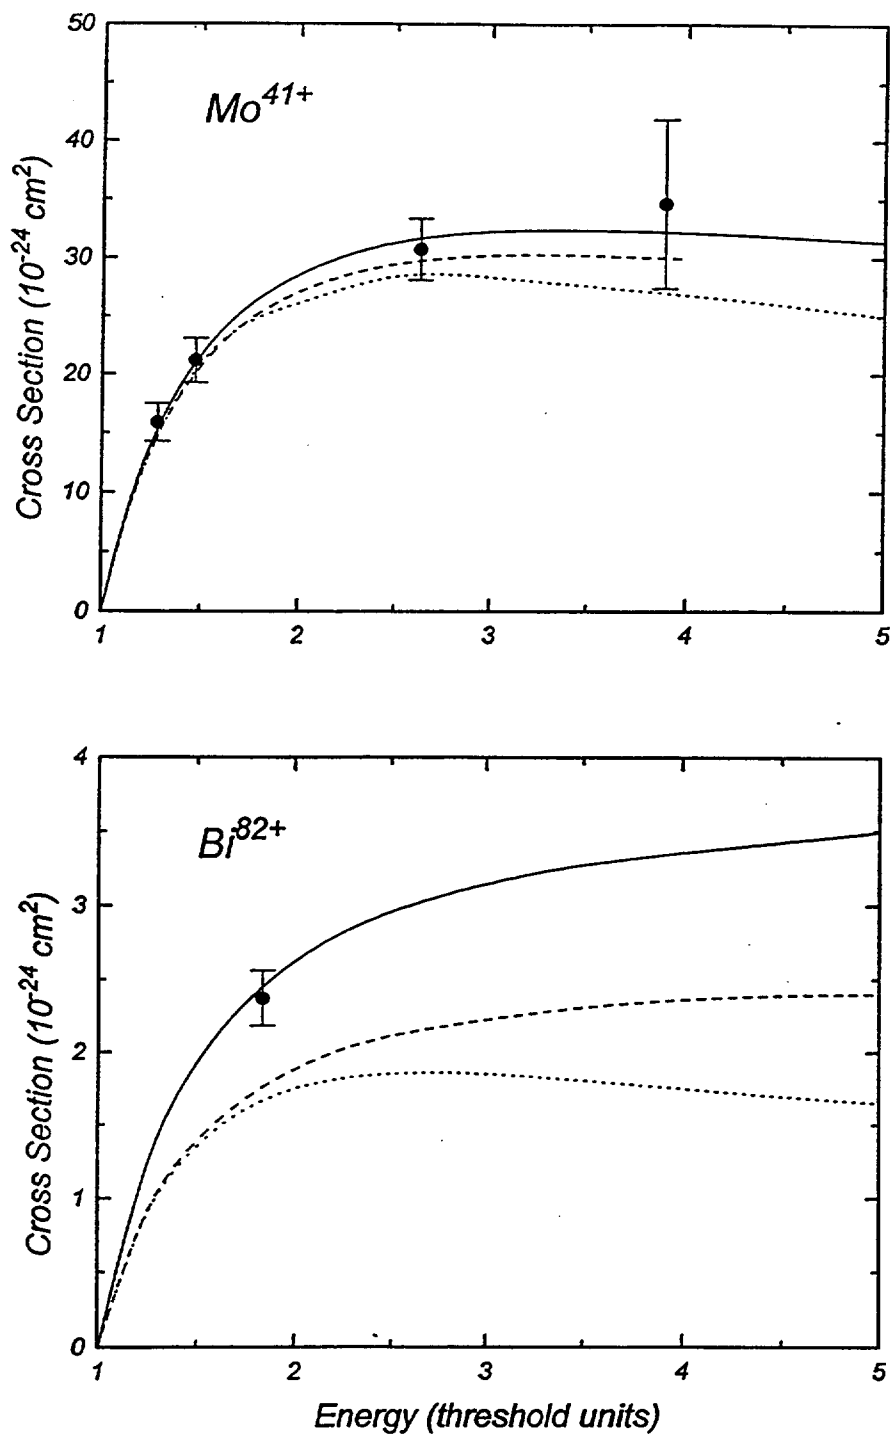 50
40
30
20
10
0
Cross Section (10⁻²⁴ cm²)
Mo⁴¹⁺
1 2 3 4 5
4
3
2
1
0
Cross Section (10⁻²⁴ cm²)
Bi⁸²⁺
1 2 3 4 5
Energy (threshold units)